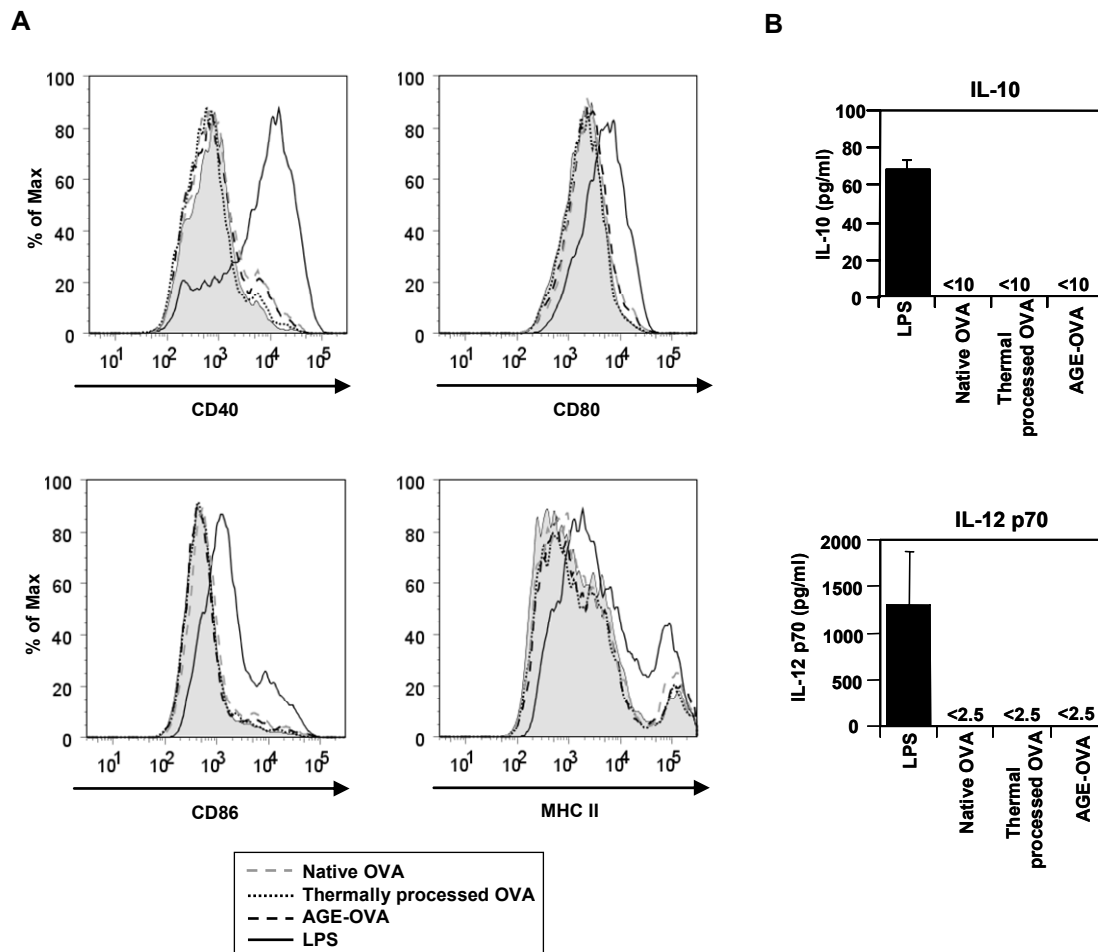 A
100
80
60
40
20
0
% of Max
10¹ 10² 10³ 10⁴ 10⁵
CD40
100
80
60
40
20
0
10¹ 10² 10³ 10⁴ 10⁵
CD80
100
80
60
40
20
0
% of Max
10¹ 10² 10³ 10⁴ 10⁵
CD86
100
80
60
40
20
0
10¹ 10² 10³ 10⁴ 10⁵
MHC II
Native OVA
Thermally processed OVA
AGE-OVA
LPS
B
IL-10
100
80
60
40
20
0
IL-10 (pg/ml)
<10 <10 <10
LPS
Native OVA
Thermal
processed OVA
AGE-OVA
IL-12 p70
2000
1500
1000
500
0
IL-12 p70 (pg/ml)
<2.5 <2.5 <2.5
LPS
Native OVA
Thermal
processed OVA
AGE-OVA